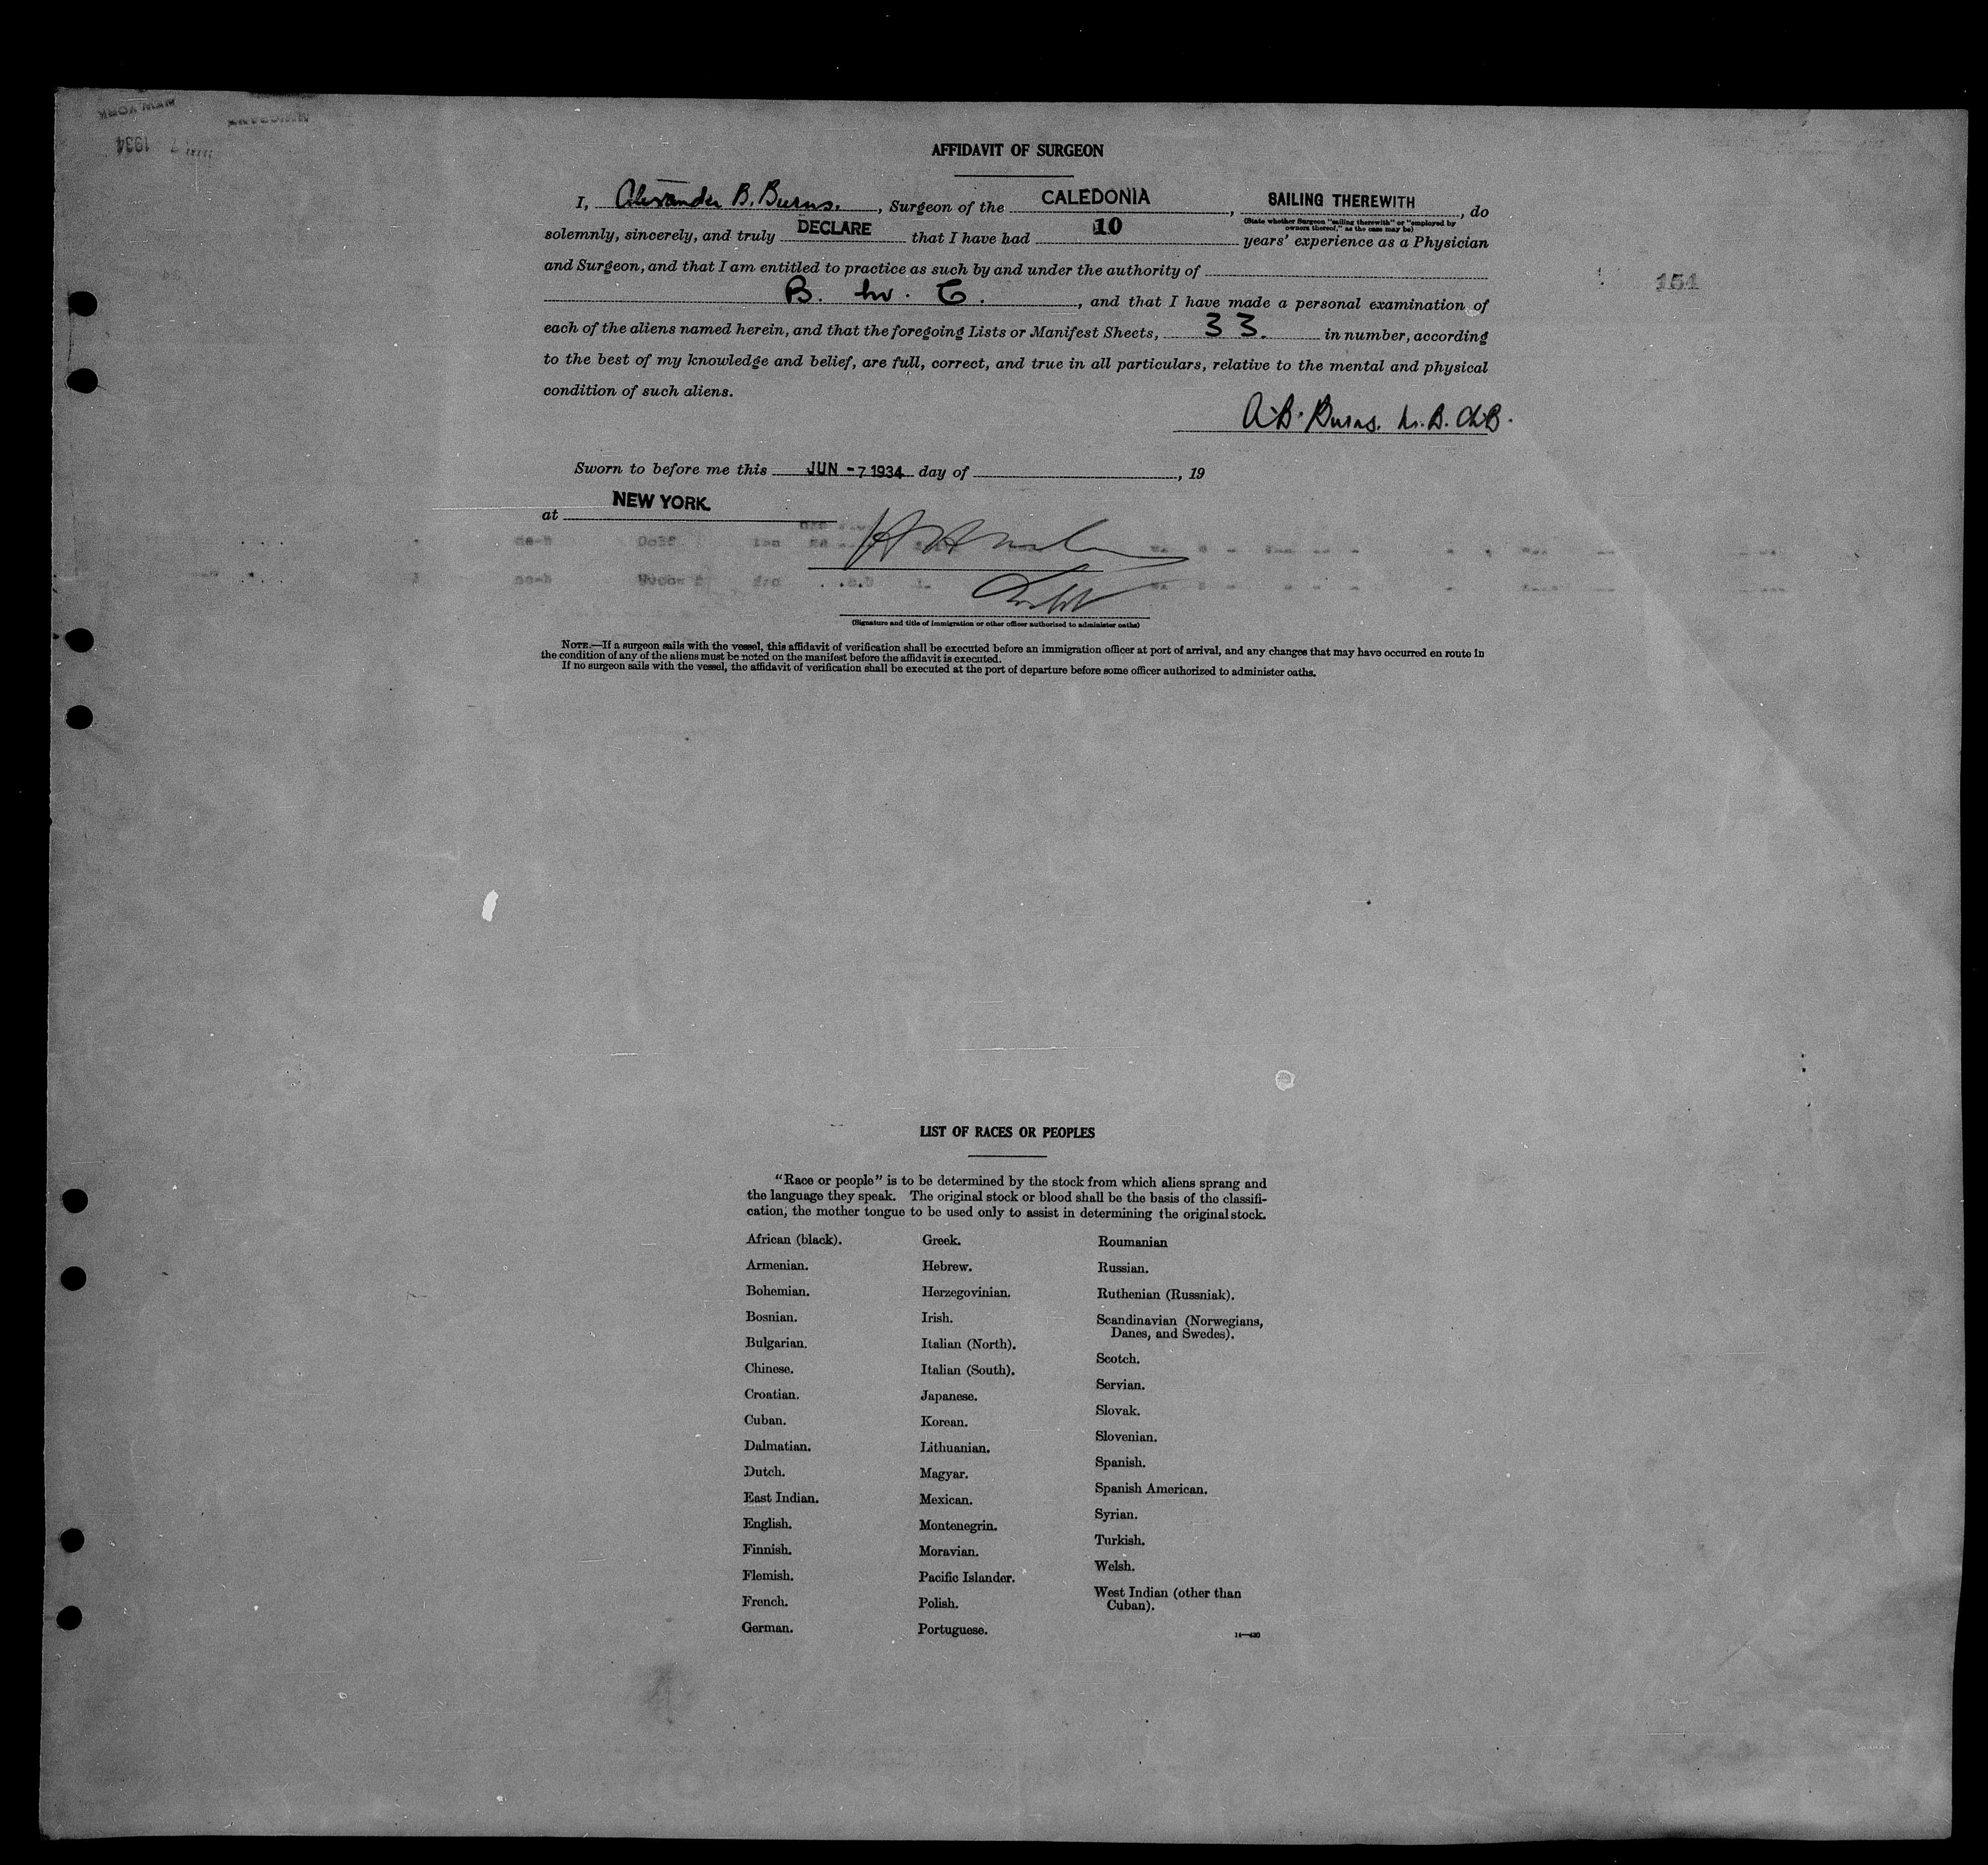 NEW YORK
7 1934
AFFIDAVIT OF SURGEON
I, Alexander B. Burns. , Surgeon of the CALEDONIA , SAILING THEREWITH , do
(State whether Surgeon "sailing therewith" or "employed by
owners thereof," as the case may be)
solemnly, sincerely, and truly DECLARE that I have had 10 years' experience as a Physician
and Surgeon, and that I am entitled to practice as such by and under the authority of
151
B. M. C. , and that I have made a personal examination of
each of the aliens named herein, and that the foregoing Lists or Manifest Sheets, 33. in number, according
to the best of my knowledge and belief, are full, correct, and true in all particulars, relative to the mental and physical
condition of such aliens.
A. B. Burns. M.B. Ch.B.
Sworn to before me this JUN -7 1934 day of , 19
at NEW YORK.
(Signature and title of immigration or other officer authorized to administer oaths)
NOTE.—If a surgeon sails with the vessel, this affidavit of verification shall be executed before an immigration officer at port of arrival, and any changes that may have occurred en route in
the condition of any of the aliens must be noted on the manifest before the affidavit is executed.
If no surgeon sails with the vessel, the affidavit of verification shall be executed at the port of departure before some officer authorized to administer oaths.
LIST OF RACES OR PEOPLES
"Race or people" is to be determined by the stock from which aliens sprang and
the language they speak. The original stock or blood shall be the basis of the classifi-
cation, the mother tongue to be used only to assist in determining the original stock.
African (black).
Armenian.
Bohemian.
Bosnian.
Bulgarian.
Chinese.
Croatian.
Cuban.
Dalmatian.
Dutch.
East Indian.
English.
Finnish.
Flemish.
French.
German.
Greek.
Hebrew.
Herzegovinian.
Irish.
Italian (North).
Italian (South).
Japanese.
Korean.
Lithuanian.
Magyar.
Mexican.
Montenegrin.
Moravian.
Pacific Islander.
Polish.
Portuguese.
Roumanian
Russian.
Ruthenian (Russniak).
Scandinavian (Norwegians,
Danes, and Swedes).
Scotch.
Servian.
Slovak.
Slovenian.
Spanish.
Spanish American.
Syrian.
Turkish.
Welsh.
West Indian (other than
Cuban).
14—430